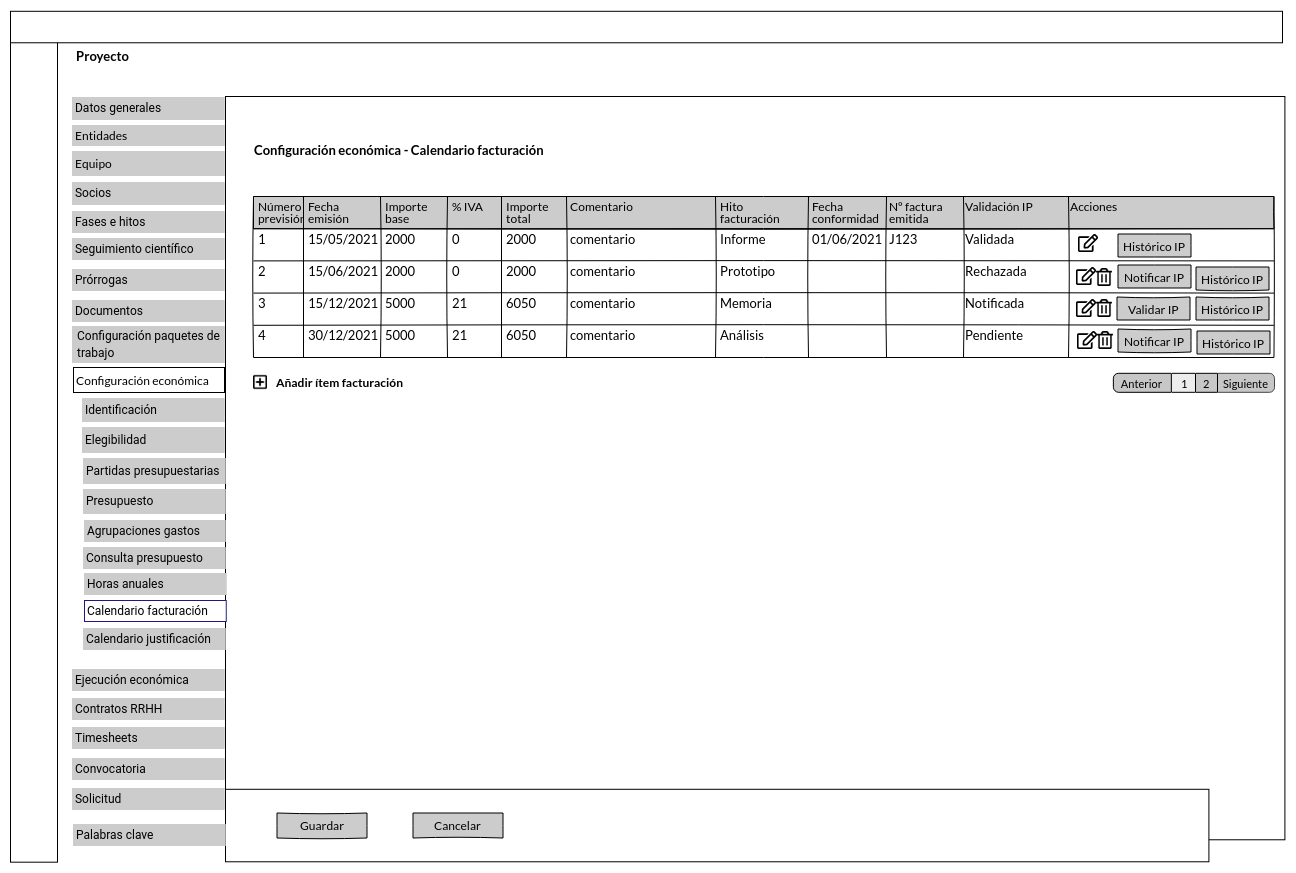 Proyecto
Datos generales
Entidades
Equipo
Socios
Fases e hitos
Seguimiento científico
Prórrogas
Documentos
Configuración paquetes de
trabajo
Configuración económica
Identificación
Elegibilidad
Partidas presupuestarias
Presupuesto
Agrupaciones gastos
Consulta presupuesto
Horas anuales
Calendario facturación
Calendario justificación
Ejecución económica
Contratos RRHH
Timesheets
Convocatoria
Solicitud
Palabras clave
Configuración económica - Calendario facturación
Número Fecha Importe % IVA Importe Comentario Hito Fecha Nº factura Validación IP Acciones
previsión emisión base total facturación conformidad emitida
1 15/05/2021 2000 0 2000 comentario Informe 01/06/2021 J123 Validada Histórico IP
2 15/06/2021 2000 0 2000 comentario Prototipo Rechazada Notificar IP Histórico IP
3 15/12/2021 5000 21 6050 comentario Memoria Notificada Validar IP Histórico IP
4 30/12/2021 5000 21 6050 comentario Análisis Pendiente Notificar IP Histórico IP
Añadir ítem facturación Anterior 1 2 Siguiente
Guardar Cancelar